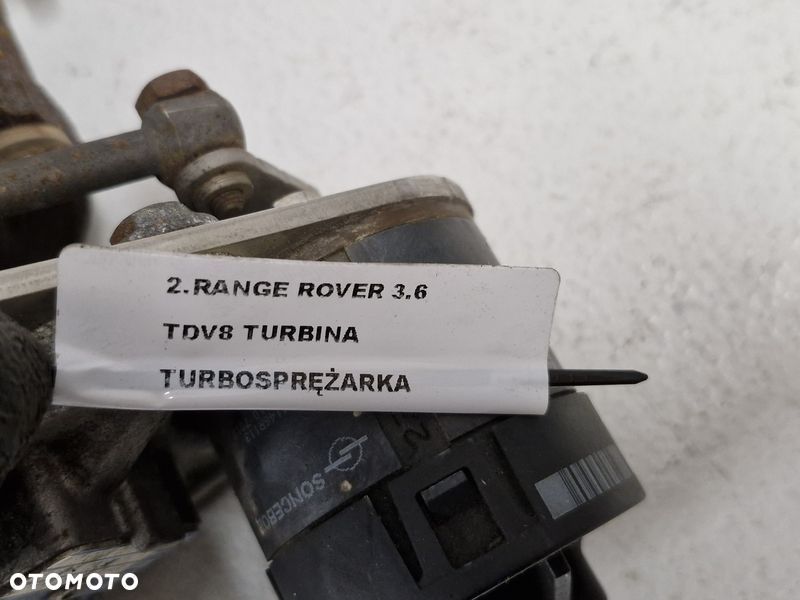 2.RANGE ROVER 3.6
TDV8 TURBINA
TURBOSPRĘŻARKA
SONCEBOZ
OTOMOTO